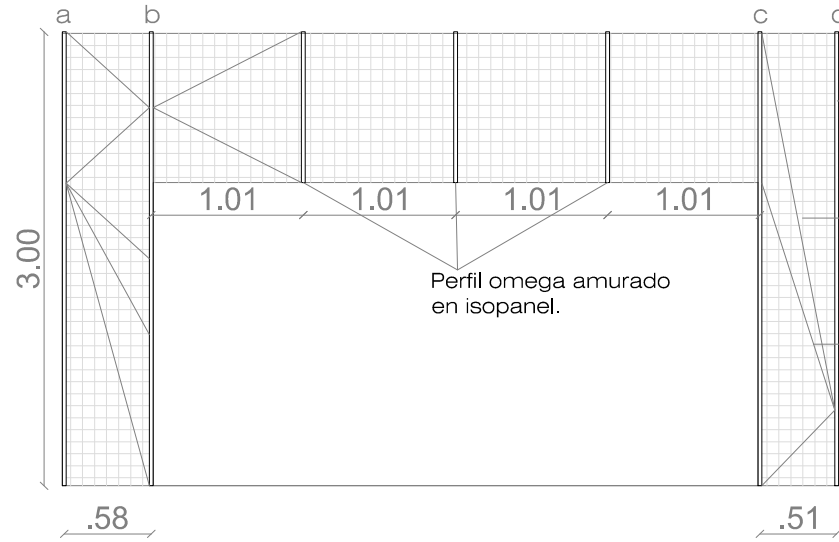 a b c d
1.01 1.01 1.01 1.01
3.00
Perfil omega amurado
en isopanel.
.58 .51